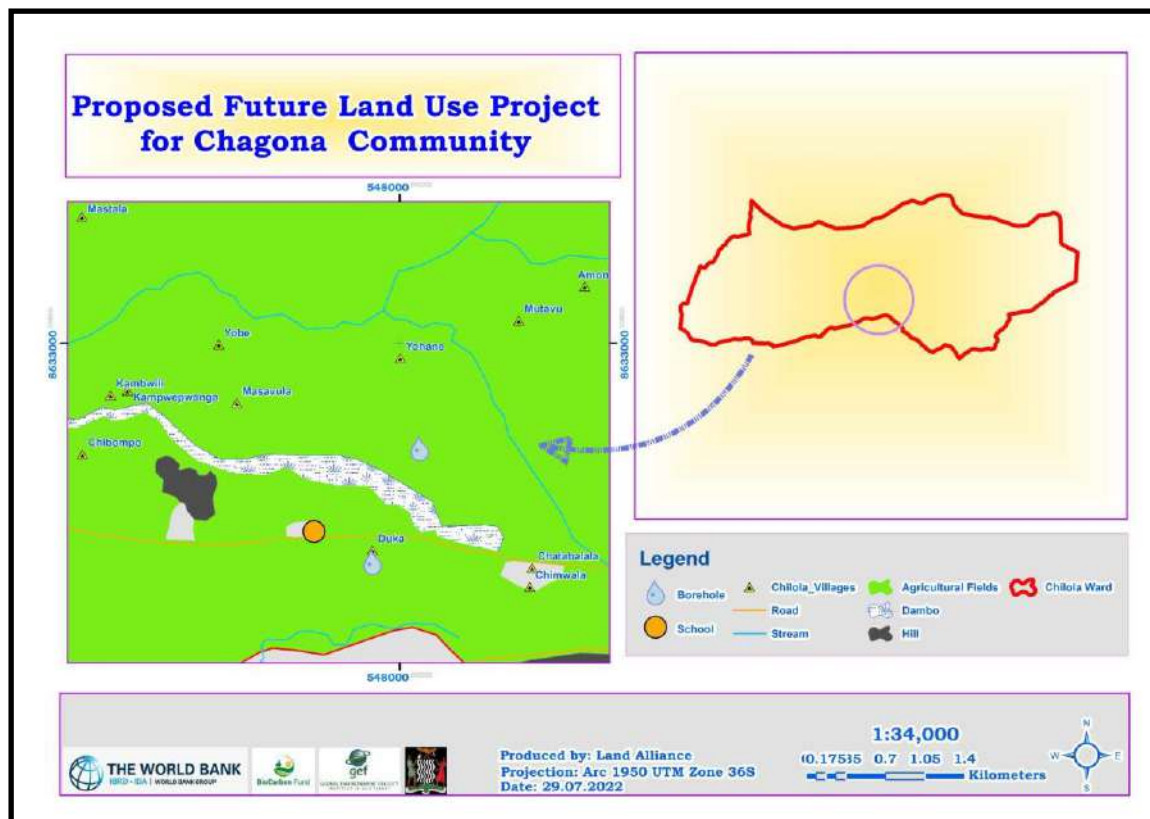 Proposed Future Land Use Project
for Chagona Community
548000
Mastala
Amon
Mutavu
8633000
8633000
Yobe
Yohane
Kambwili
Kampwepwanga
Masavula
Chibompo
Duka
Charabalala
Chimwala
548000
Legend
Borehole
Chilola_Villages
Agricultural Fields
Chilola Ward
Road
Dambo
School
Stream
Hill
THE WORLD BANK
IBRD • IDA | WORLD BANK GROUP
BioCarbon Fund
gef
Produced by: Land Alliance
Projection: Arc 1950 UTM Zone 36S
Date: 29.07.2022
1:34,000
0.7 1.05 1.4
Kilometers
N
W E
S